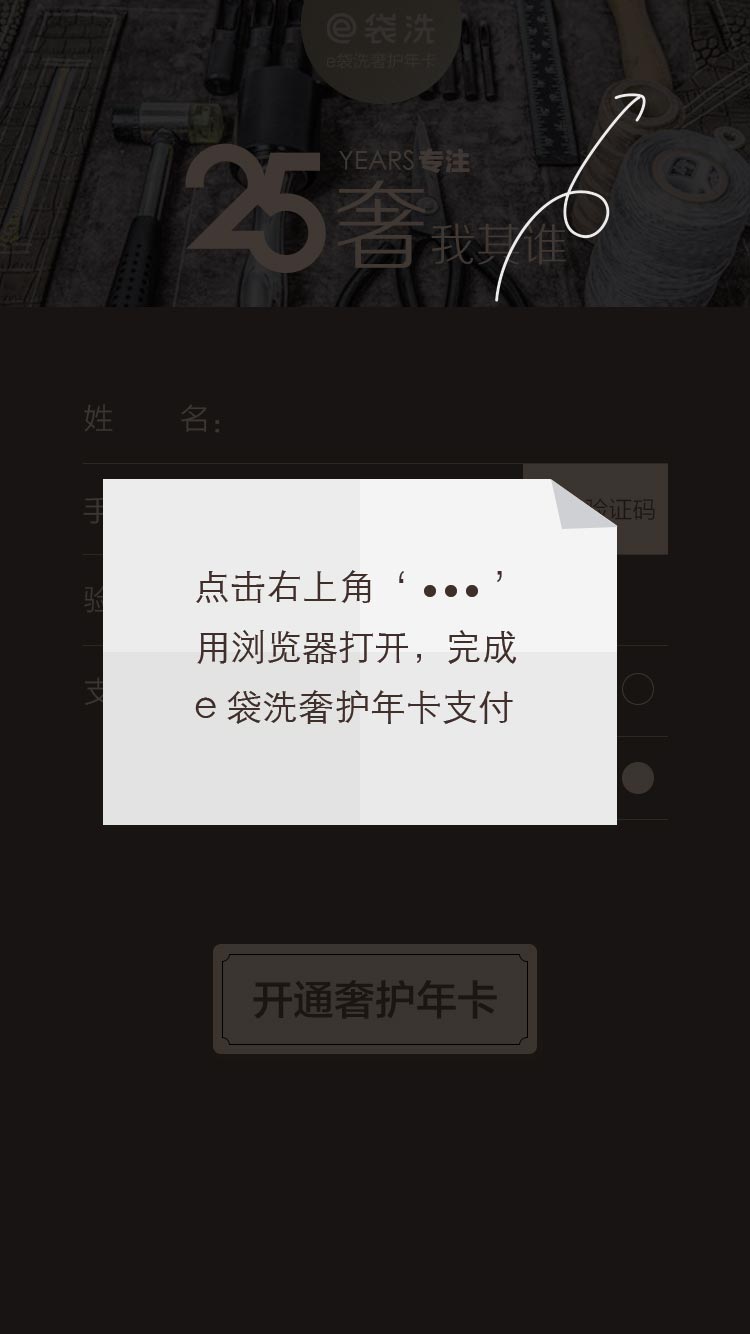 e袋洗
e袋洗奢护年卡
25 YEARS专注
奢我其谁
姓 名：
手
验证码
验
支
点击右上角‘•••’
用浏览器打开，完成
e袋洗奢护年卡支付
开通奢护年卡